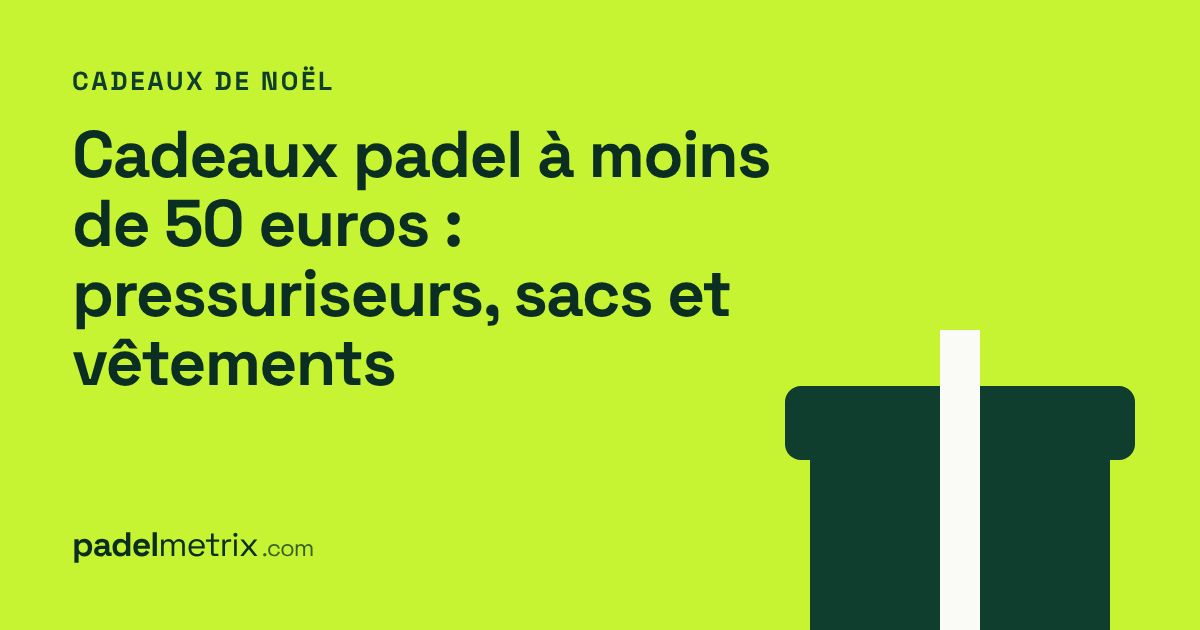 CADEAUX DE NOËL
Cadeaux padel à moins
de 50 euros :
pressuriseurs, sacs et
vêtements
padelmetrix.com